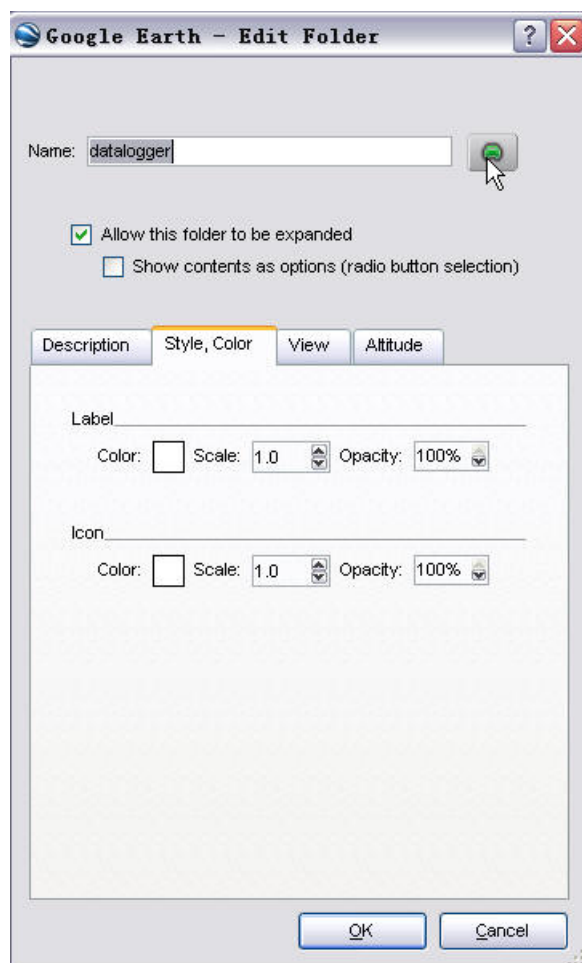 Google Earth - Edit Folder
Name: datalogger
Allow this folder to be expanded
Show contents as options (radio button selection)
Description Style, Color View Altitude
Label
Color: Scale: 1.0 Opacity: 100%
Icon
Color: Scale: 1.0 Opacity: 100%
OK Cancel